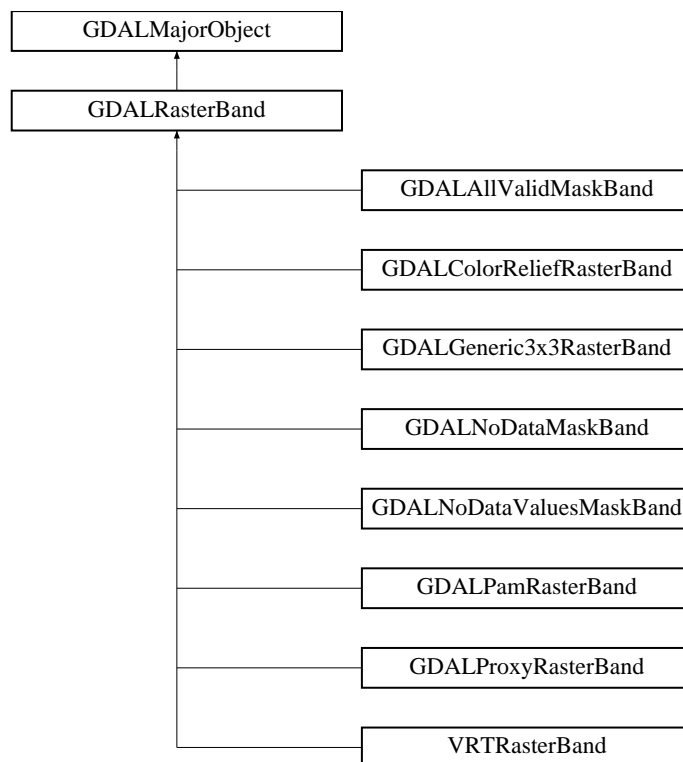 GDALMajorObject
GDALRasterBand
GDALAllValidMaskBand
GDALColorReliefRasterBand
GDALGeneric3x3RasterBand
GDALNoDataMaskBand
GDALNoDataValuesMaskBand
GDALPamRasterBand
GDALProxyRasterBand
VRTRasterBand